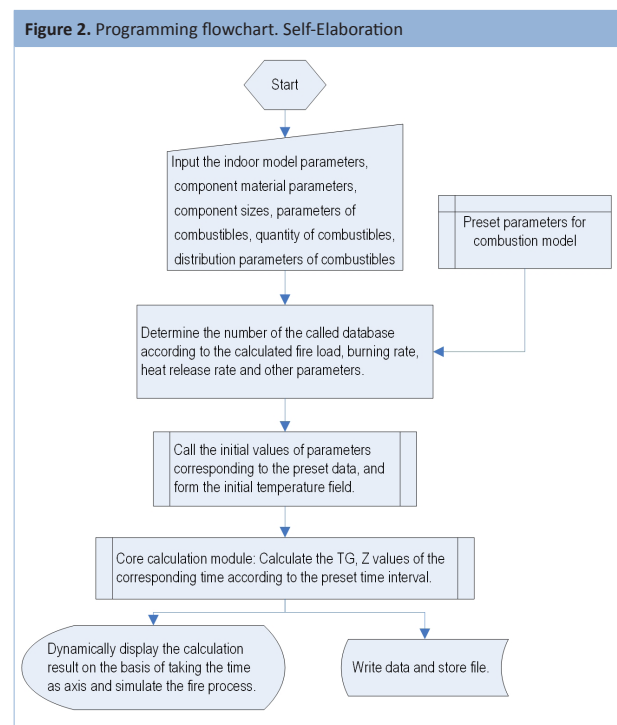 Figure 2. Programming flowchart. Self-Elaboration
Start
Input the indoor model parameters,
component material parameters,
component sizes, parameters of
combustibles, quantity of combustibles,
distribution parameters of combustibles
Preset parameters for
combustion model
Determine the number of the called database
according to the calculated fire load, burning rate,
heat release rate and other parameters.
Call the initial values of parameters
corresponding to the preset data, and
form the initial temperature field.
Core calculation module: Calculate the TG, Z values of the
corresponding time according to the preset time interval.
Dynamically display the calculation
result on the basis of taking the time
as axis and simulate the fire process.
Write data and store file.